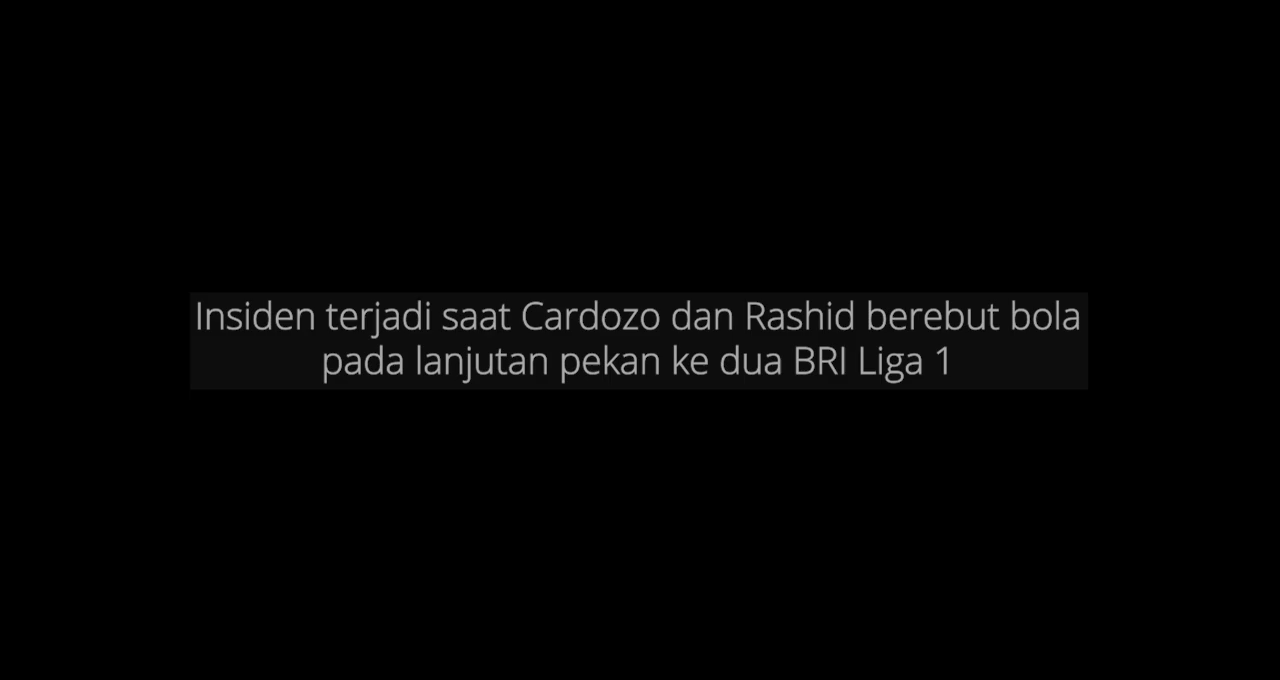 Insiden terjadi saat Cardozo dan Rashid berebut bola
pada lanjutan pekan ke dua BRI Liga 1